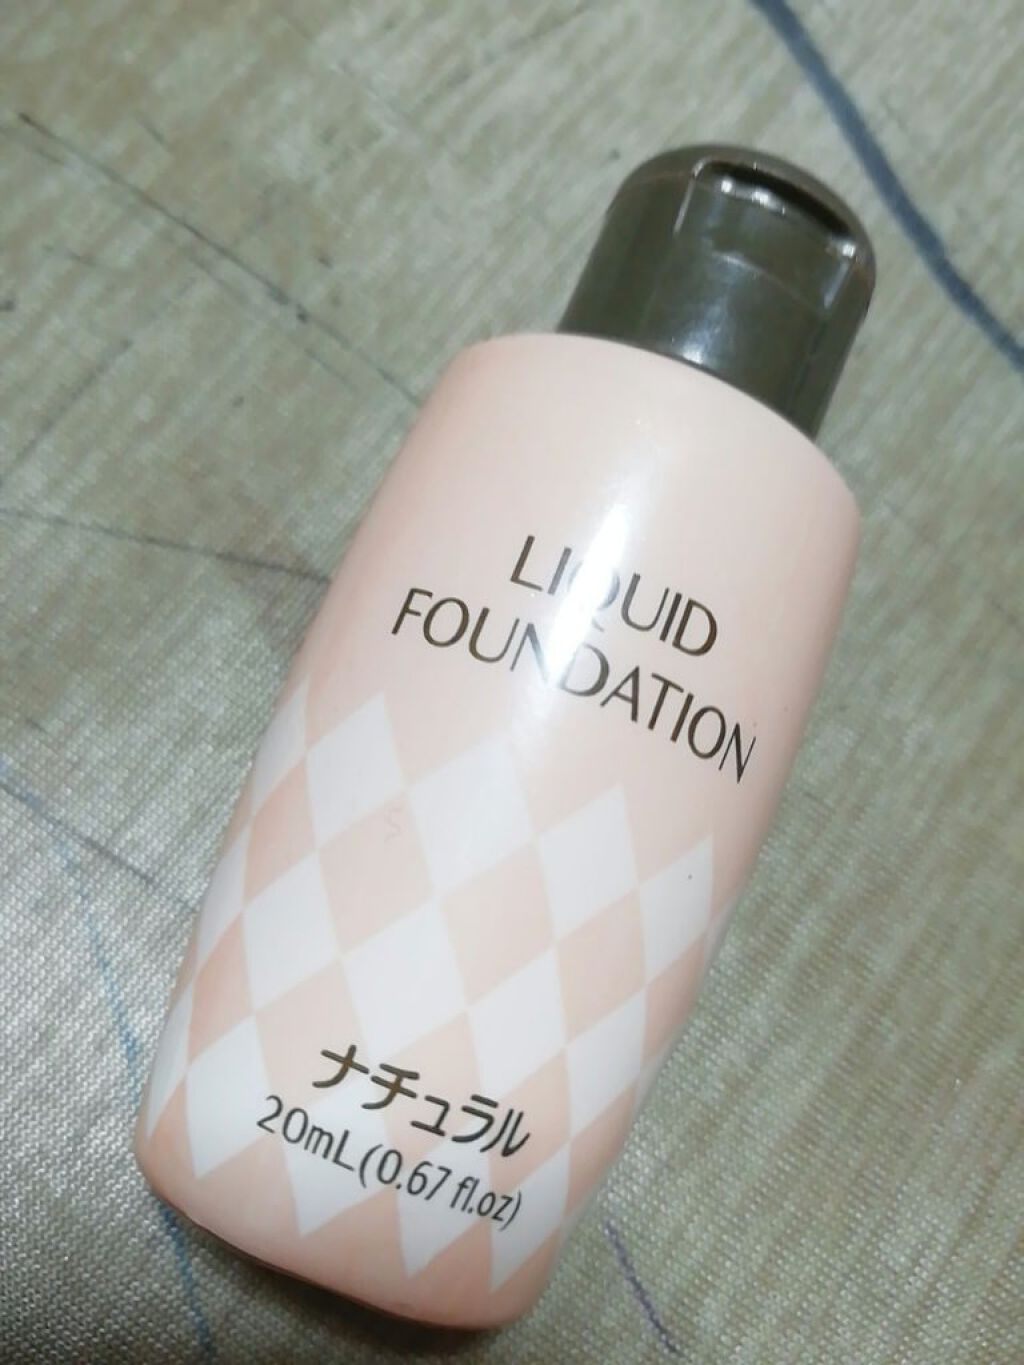 LIQUID
FOUNDATION
ナチュラル
20mL(0.67 fl.oz)